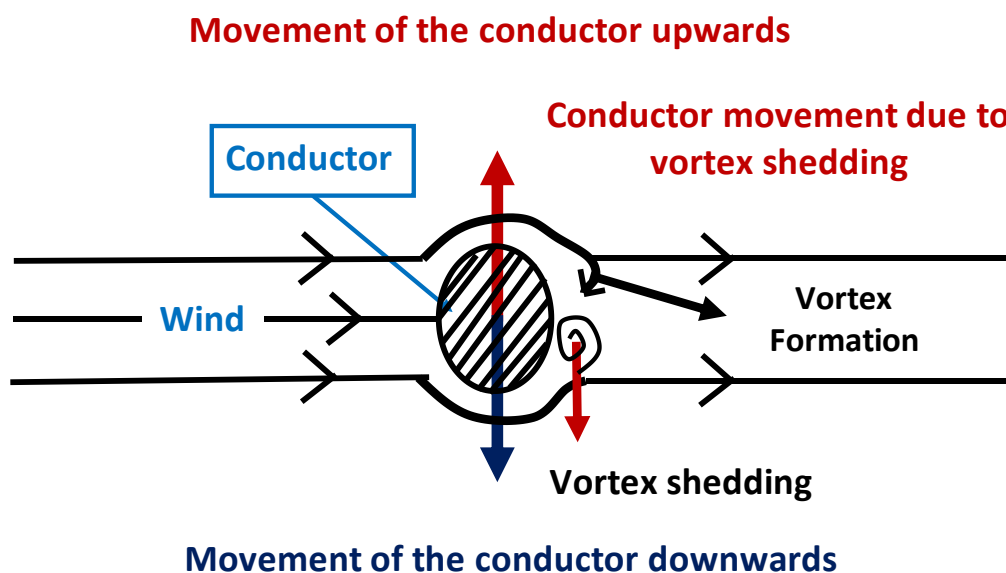 Movement of the conductor upwards
Conductor movement due to
vortex shedding
Conductor
Wind
Vortex
Formation
Vortex shedding
Movement of the conductor downwards